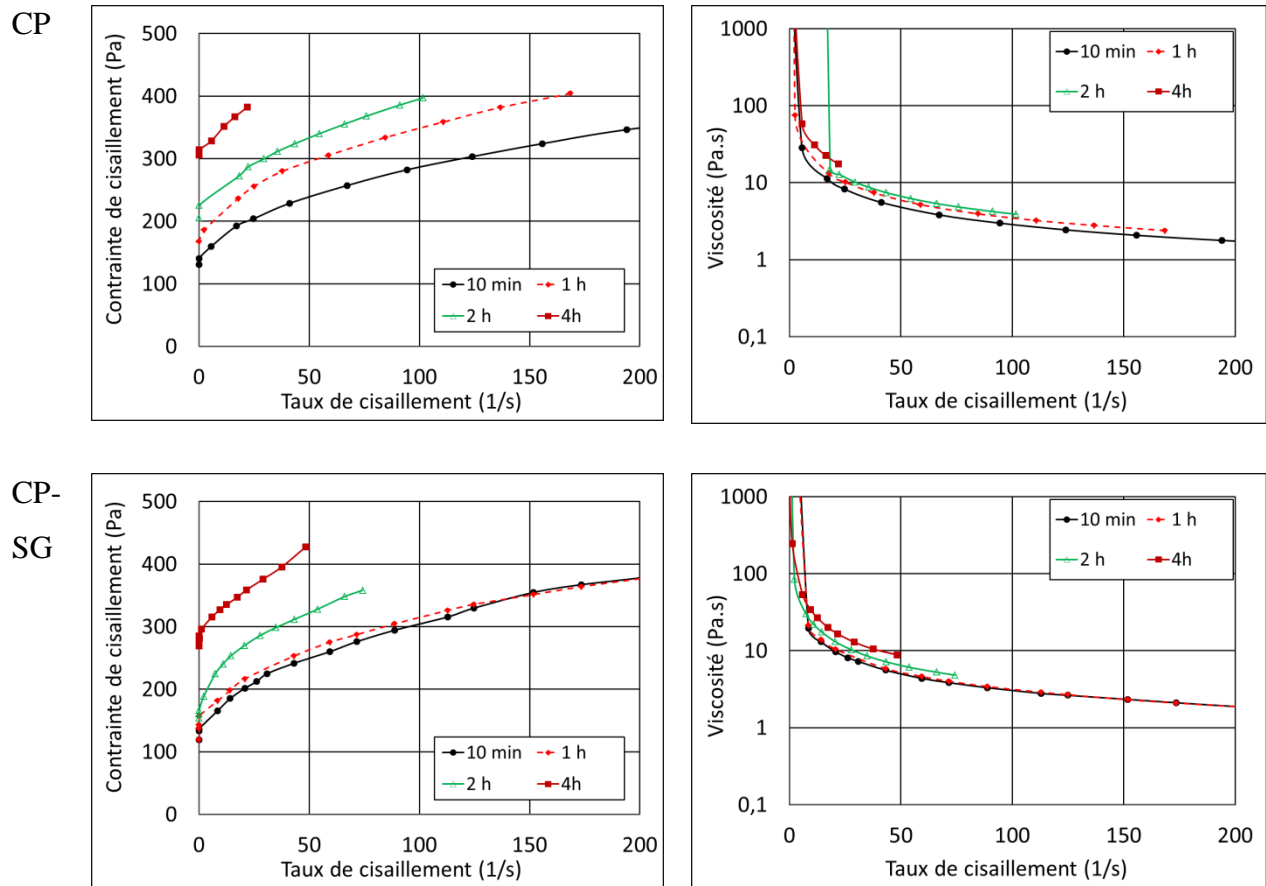 CP
Contrainte de cisaillement (Pa)
500
400
300
200
100
0
10 min
1 h
2 h
4h
0
50
100
150
200
Taux de cisaillement (1/s)
Viscosité (Pa.s)
1000
100
10
1
0,1
10 min
1 h
2 h
4h
0
50
100
150
200
Taux de cisaillement (1/s)
CP-
SG
Contrainte de cisaillement (Pa)
500
400
300
200
100
0
10 min
1 h
2 h
4h
0
50
100
150
200
Taux de cisaillement (1/s)
Viscosité (Pa.s)
1000
100
10
1
0,1
10 min
1 h
2 h
4h
0
50
100
150
200
Taux de cisaillement (1/s)